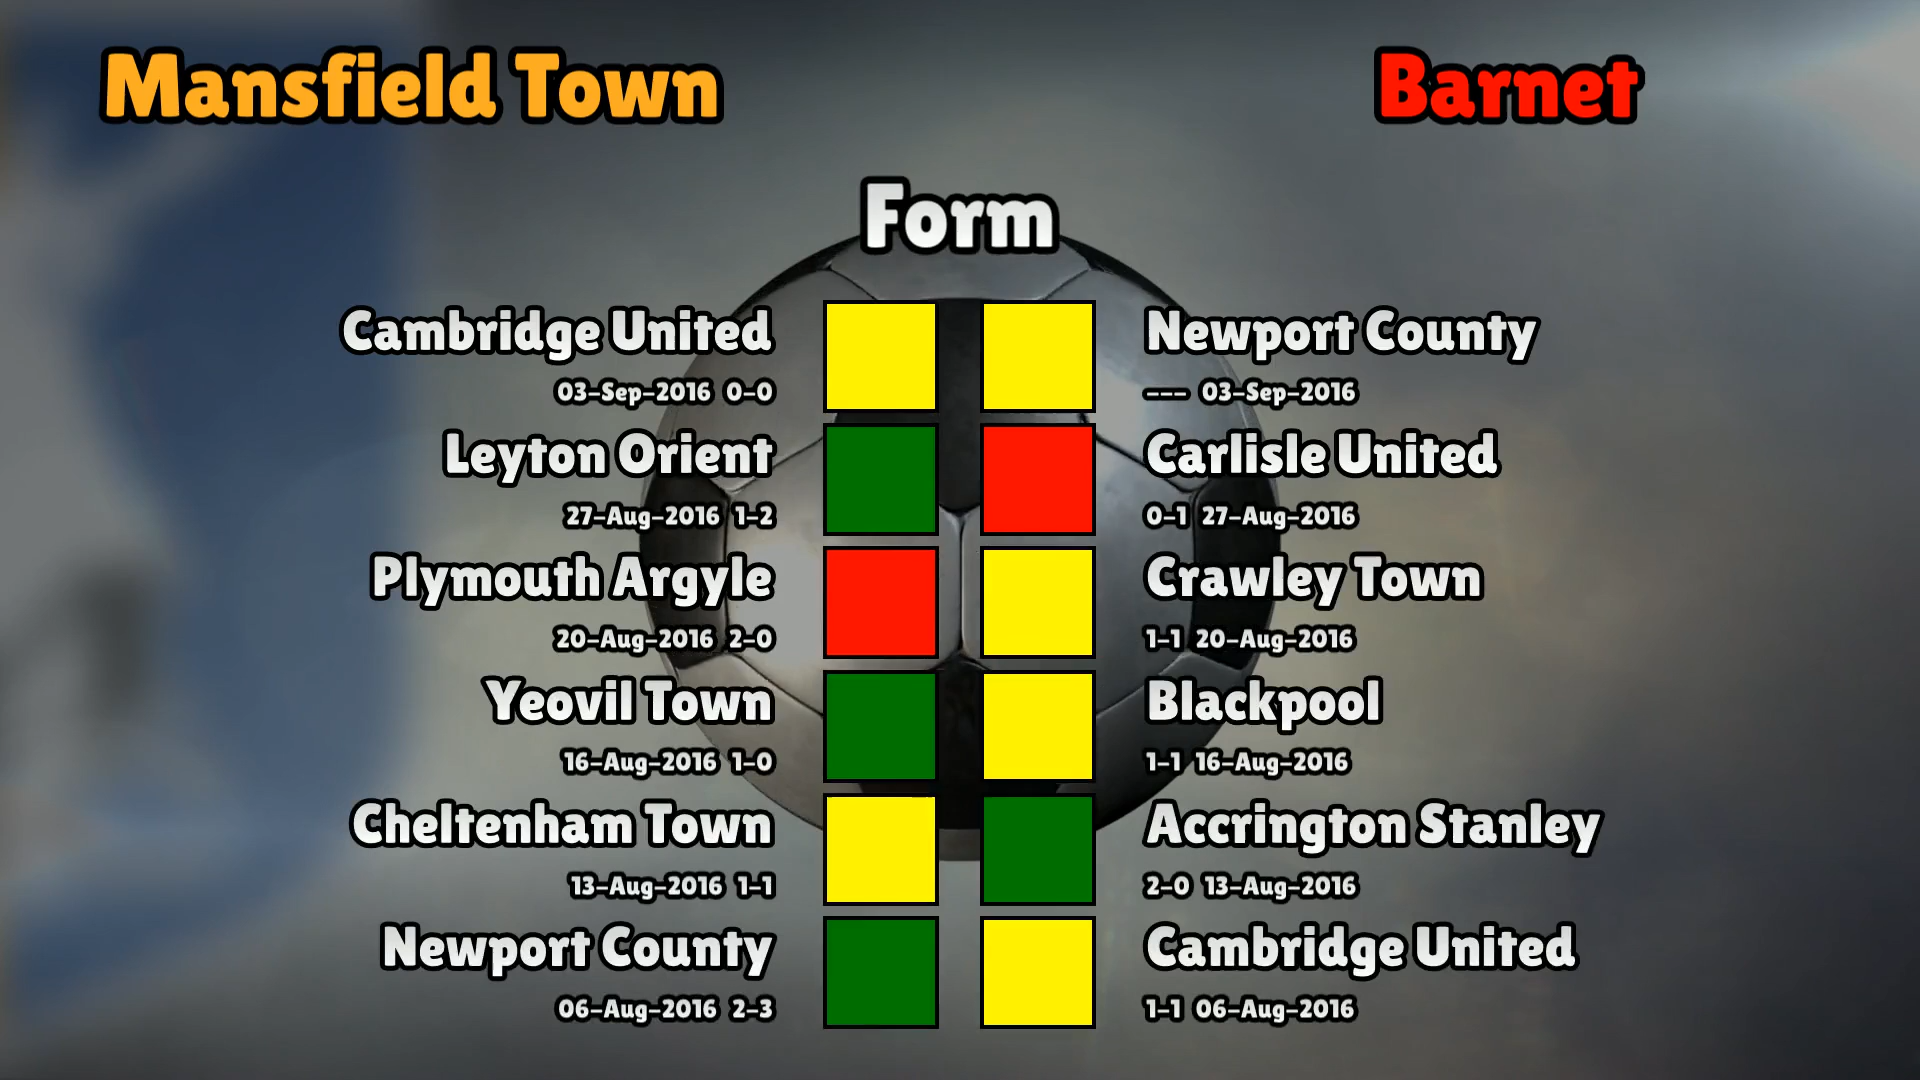 Mansfield Town
Barnet
Form
Cambridge United
03-Sep-2016 0-0
Newport County
--- 03-Sep-2016
Leyton Orient
27-Aug-2016 1-2
Carlisle United
0-1 27-Aug-2016
Plymouth Argyle
20-Aug-2016 2-0
Crawley Town
1-1 20-Aug-2016
Yeovil Town
16-Aug-2016 1-0
Blackpool
1-1 16-Aug-2016
Cheltenham Town
13-Aug-2016 1-1
Accrington Stanley
2-0 13-Aug-2016
Newport County
06-Aug-2016 2-3
Cambridge United
1-1 06-Aug-2016